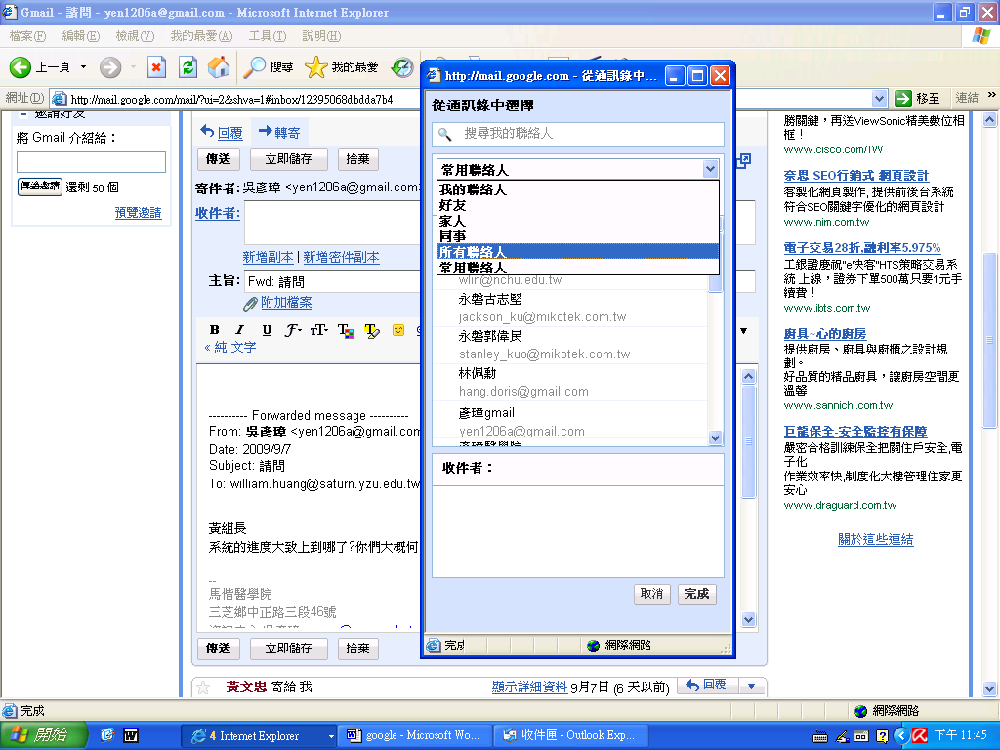 Gmail - 請問 - yen1206a@gmail.com - Microsoft Internet Explorer
檔案(F) 編輯(E) 檢視(V) 我的最愛(A) 工具(T) 說明(H)
上一頁 搜尋 我的最愛
網址(D) http://mail.google.com/mail/?ui=2&shva=1#inbox/12395068dbdda7b4
移至 連結 »
邀請好友
將 Gmail 介紹給：
傳送邀請 還剩 50 個
預覽邀請
回覆 轉寄
傳送 立即儲存 捨棄
寄件者: 吳彥璋 <yen1206a@gmail.com>
收件者:
新增副本 | 新增密件副本
主旨: Fwd: 請問
附加檔案
B I U
« 純 文字
---------- Forwarded message ----------
From: 吳彥璋 <yen1206a@gmail.com
Date: 2009/9/7
Subject: 請問
To: william.huang@saturn.yzu.edu.tw
黃組長
系統的進度大致上到哪了?你們大概何
--
馬偕醫學院
三芝鄉中正路三段46號
傳送 立即儲存 捨棄
黃文忠 寄給 我 顯示詳細資料 9月7日 (6 天以前) 回覆
http://mail.google.com - 從通訊錄中...
從通訊錄中選擇
搜尋我的聯絡人
常用聯絡人
我的聯絡人
好友
家人
同事
所有聯絡人
常用聯絡人
wlin@nchu.edu.tw
永磐古志堅
jackson_ku@mikotek.com.tw
永磐郭偉民
stanley_kuo@mikotek.com.tw
林佩勳
hang.doris@gmail.com
彥璋gmail
yen1206a@gmail.com
彥璋醫學院
收件者：
取消 完成
完成 網際網路
勝關鍵，再送ViewSonic精美數位相
框！
www.cisco.com/TW
奈思 SEO行銷式 網頁設計
客製化網頁製作, 提供前後台系統
符合SEO關鍵字優化的網頁設計
www.nim.com.tw
電子交易28折,融利率5.975%
工銀證慶祝"e快客"HTS策略交易系
統 上線，證券下單500萬只要1元手
續費！
www.ibts.com.tw
廚具~心的廚房
提供廚房、廚具與廚櫃之設計規
劃。
好品質的精品廚具，讓廚房空間更
溫馨
www.sannichi.com.tw
巨龍保全-安全監控有保障
嚴密合格訓練保全把關住戶安全,電
子化
作業效率快,制度化大樓管理住家更
安心
www.draguard.com.tw
關於這些連結
完成 網際網路
開始 4 Internet Explorer google - Microsoft Wo... 收件匣 - Outlook Exp... 下午 11:45